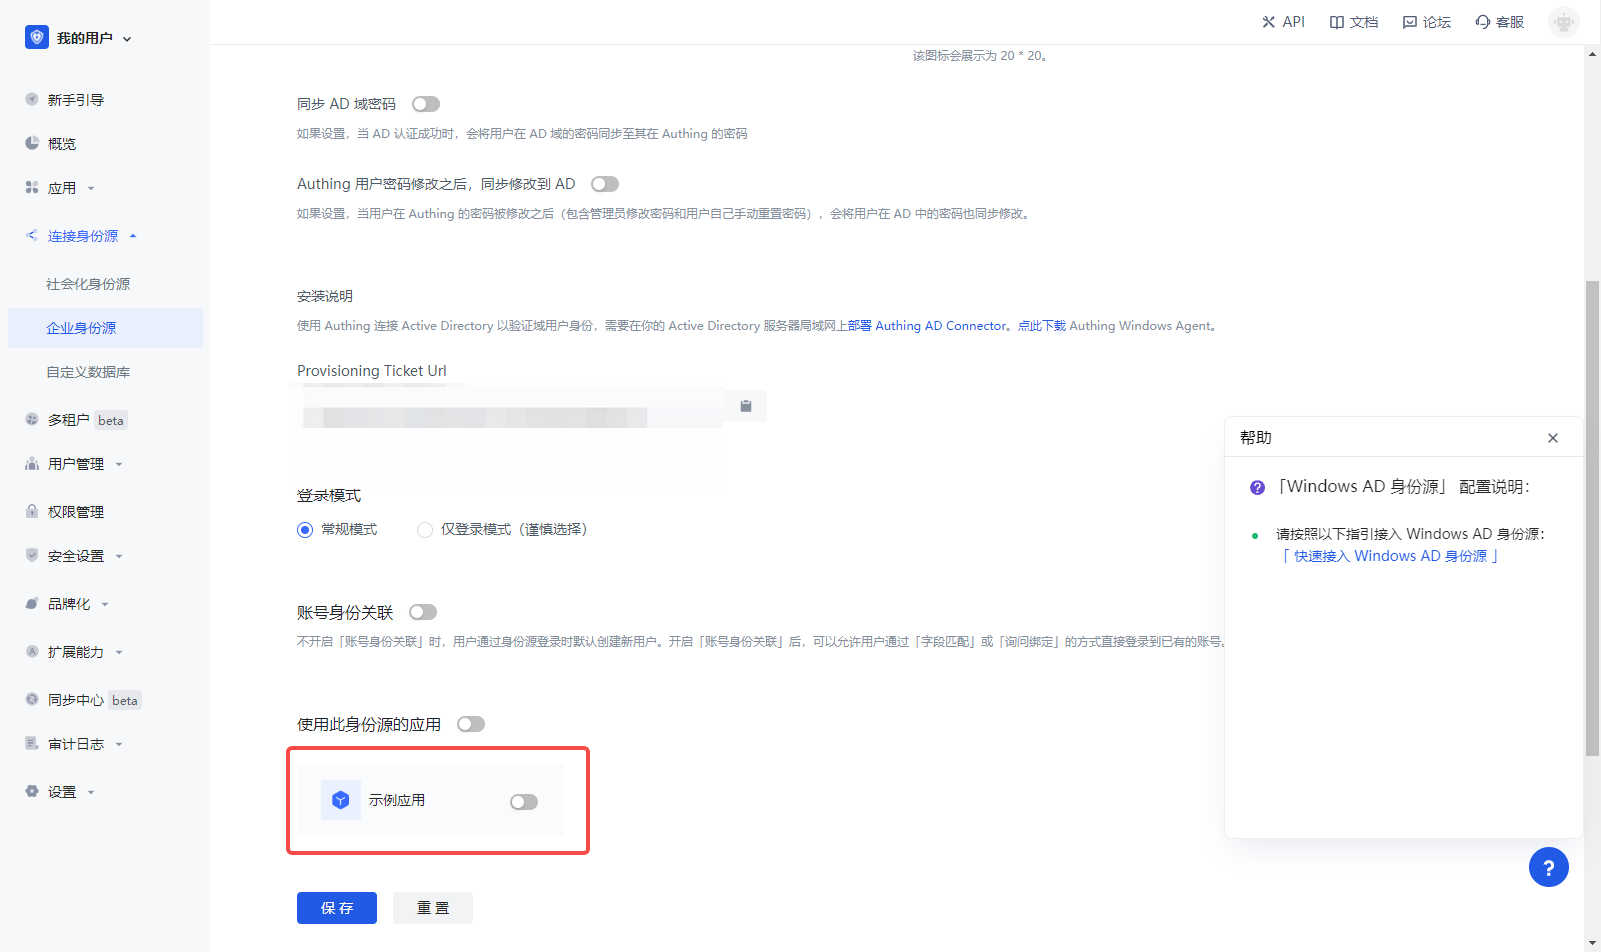 我的用户
API
文档
论坛
客服
新手引导
概览
应用
连接身份源
社会化身份源
企业身份源
自定义数据库
多租户 beta
用户管理
权限管理
安全设置
品牌化
扩展能力
同步中心 beta
审计日志
设置
该图标会展示为 20 * 20。
同步 AD 域密码
如果设置，当 AD 认证成功时，会将用户在 AD 域的密码同步至其在 Authing 的密码
Authing 用户密码修改之后，同步修改到 AD
如果设置，当用户在 Authing 的密码被修改之后（包含管理员修改密码和用户自己手动重置密码），会将用户在 AD 中的密码也同步修改。
安装说明
使用 Authing 连接 Active Directory 以验证域用户身份，需要在你的 Active Directory 服务器局域网上部署 Authing AD Connector。点此下载 Authing Windows Agent。
Provisioning Ticket Url
登录模式
常规模式
仅登录模式（谨慎选择）
账号身份关联
不开启「账号身份关联」时，用户通过身份源登录时默认创建新用户。开启「账号身份关联」后，可以允许用户通过「字段匹配」或「询问绑定」的方式直接登录到已有的账号。
使用此身份源的应用
示例应用
保存
重置
帮助
「Windows AD 身份源」 配置说明：
请按照以下指引接入 Windows AD 身份源：
「 快速接入 Windows AD 身份源 」